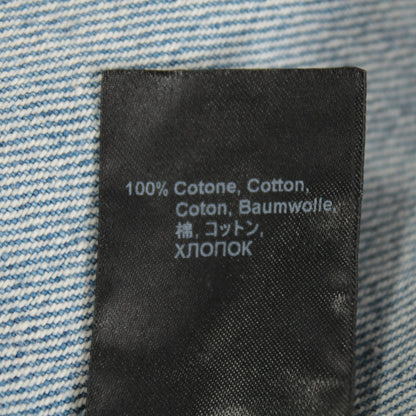 100% Cotone, Cotton,
Coton, Baumwolle,
棉, コットン,
ХЛОПОК